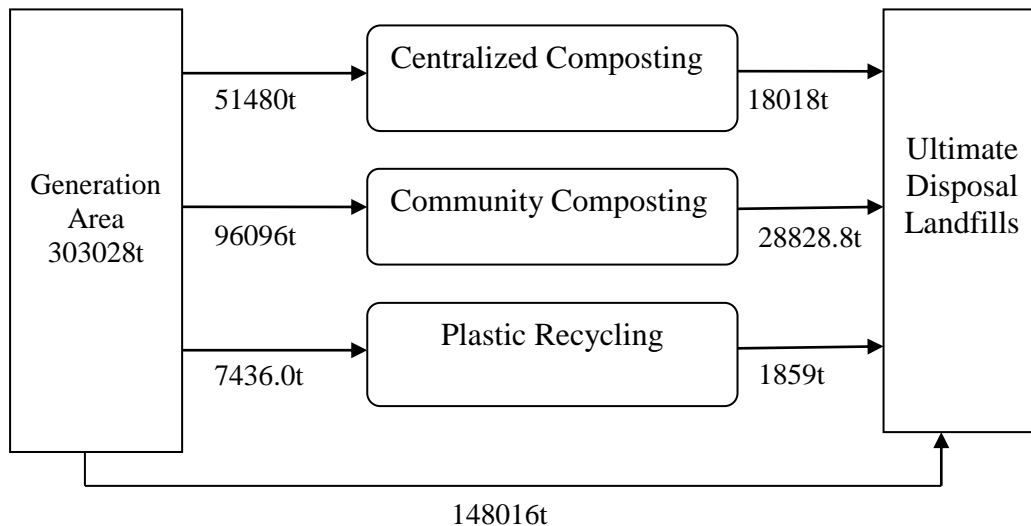 Generation
Area
303028t
51480t
96096t
7436.0t
Centralized Composting
Community Composting
Plastic Recycling
18018t
28828.8t
1859t
Ultimate
Disposal
Landfills
148016t